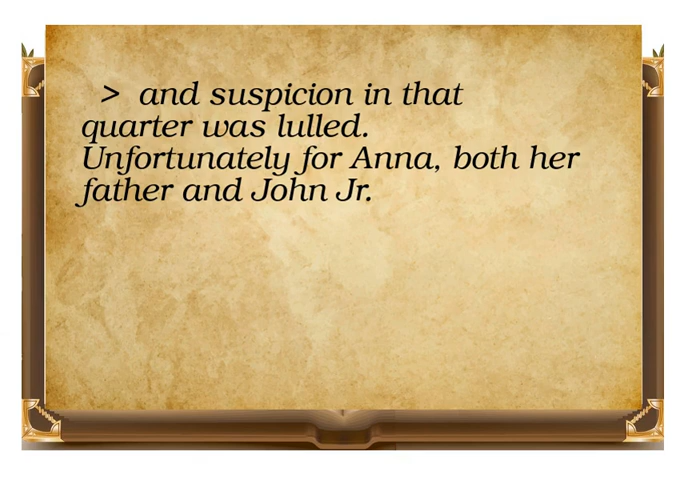 > and suspicion in that
quarter was lulled.
Unfortunately for Anna, both her
father and John Jr.